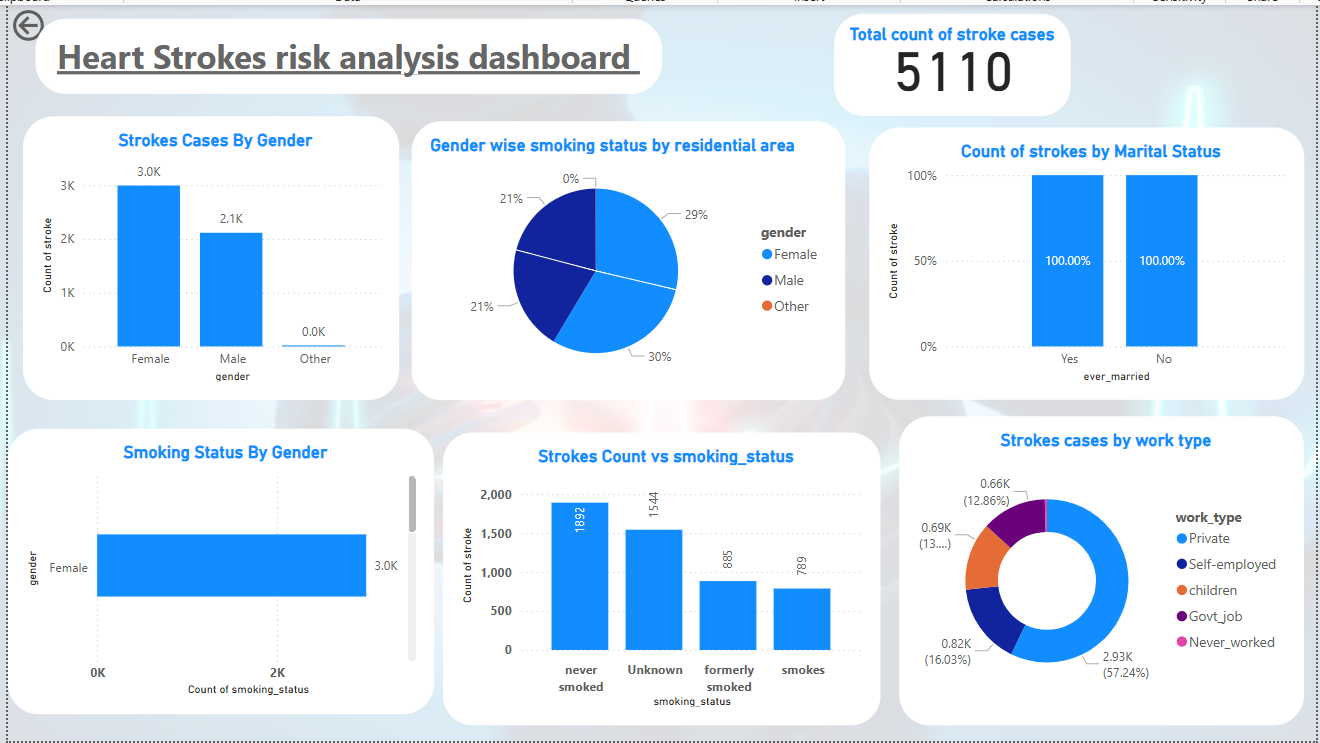 Heart Strokes risk analysis dashboard
Total count of stroke cases
5110
Strokes Cases By Gender
3.0K
2.1K
0.0K
3K
2K
1K
0K
Count of stroke
Female
Male
Other
gender
Gender wise smoking status by residential area
0%
21%
29%
21%
30%
gender
Female
Male
Other
Count of strokes by Marital Status
100%
50%
0%
Count of stroke
100.00%
100.00%
Yes
No
ever_married
Smoking Status By Gender
gender
Female
3.0K
0K
2K
Count of smoking_status
Strokes Count vs smoking_status
2,000
1,500
1,000
500
0
Count of stroke
1892
1544
885
789
never
smoked
Unknown
formerly
smoked
smokes
smoking_status
Strokes cases by work type
0.66K
(12.86%)
0.69K
(13....)
0.82K
(16.03%)
2.93K
(57.24%)
work_type
Private
Self-employed
children
Govt_job
Never_worked